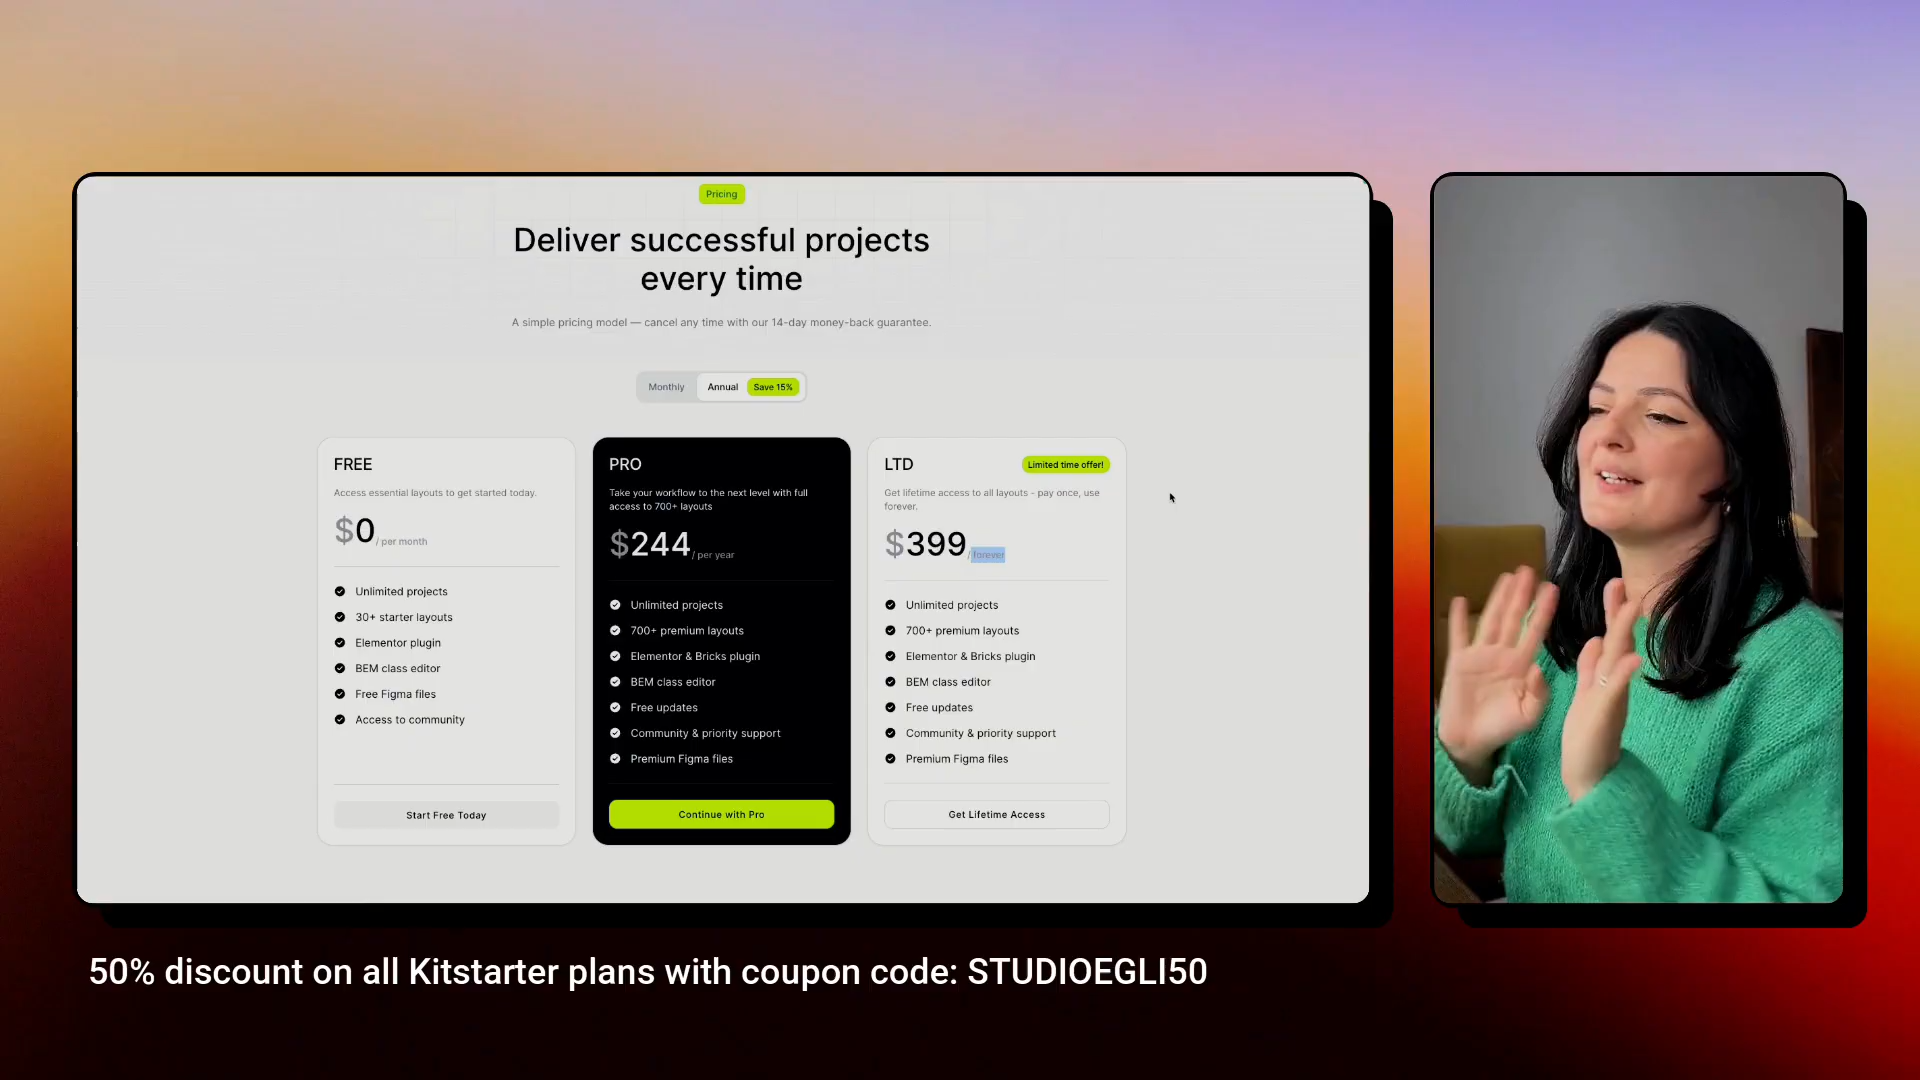 Pricing
Deliver successful projects
every time
A simple pricing model — cancel any time with our 14-day money-back guarantee.
Monthly Annual Save 15%
FREE
Access essential layouts to get started today.
$0 / per month
Unlimited projects
30+ starter layouts
Elementor plugin
BEM class editor
Free Figma files
Access to community
Start Free Today
PRO
Take your workflow to the next level with full
access to 700+ layouts
$244 / per year
Unlimited projects
700+ premium layouts
Elementor & Bricks plugin
BEM class editor
Free updates
Community & priority support
Premium Figma files
Continue with Pro
LTD Limited time offer!
Get lifetime access to all layouts - pay once, use
forever.
$399 / forever
Unlimited projects
700+ premium layouts
Elementor & Bricks plugin
BEM class editor
Free updates
Community & priority support
Premium Figma files
Get Lifetime Access
50% discount on all Kitstarter plans with coupon code: STUDIOEGLI50